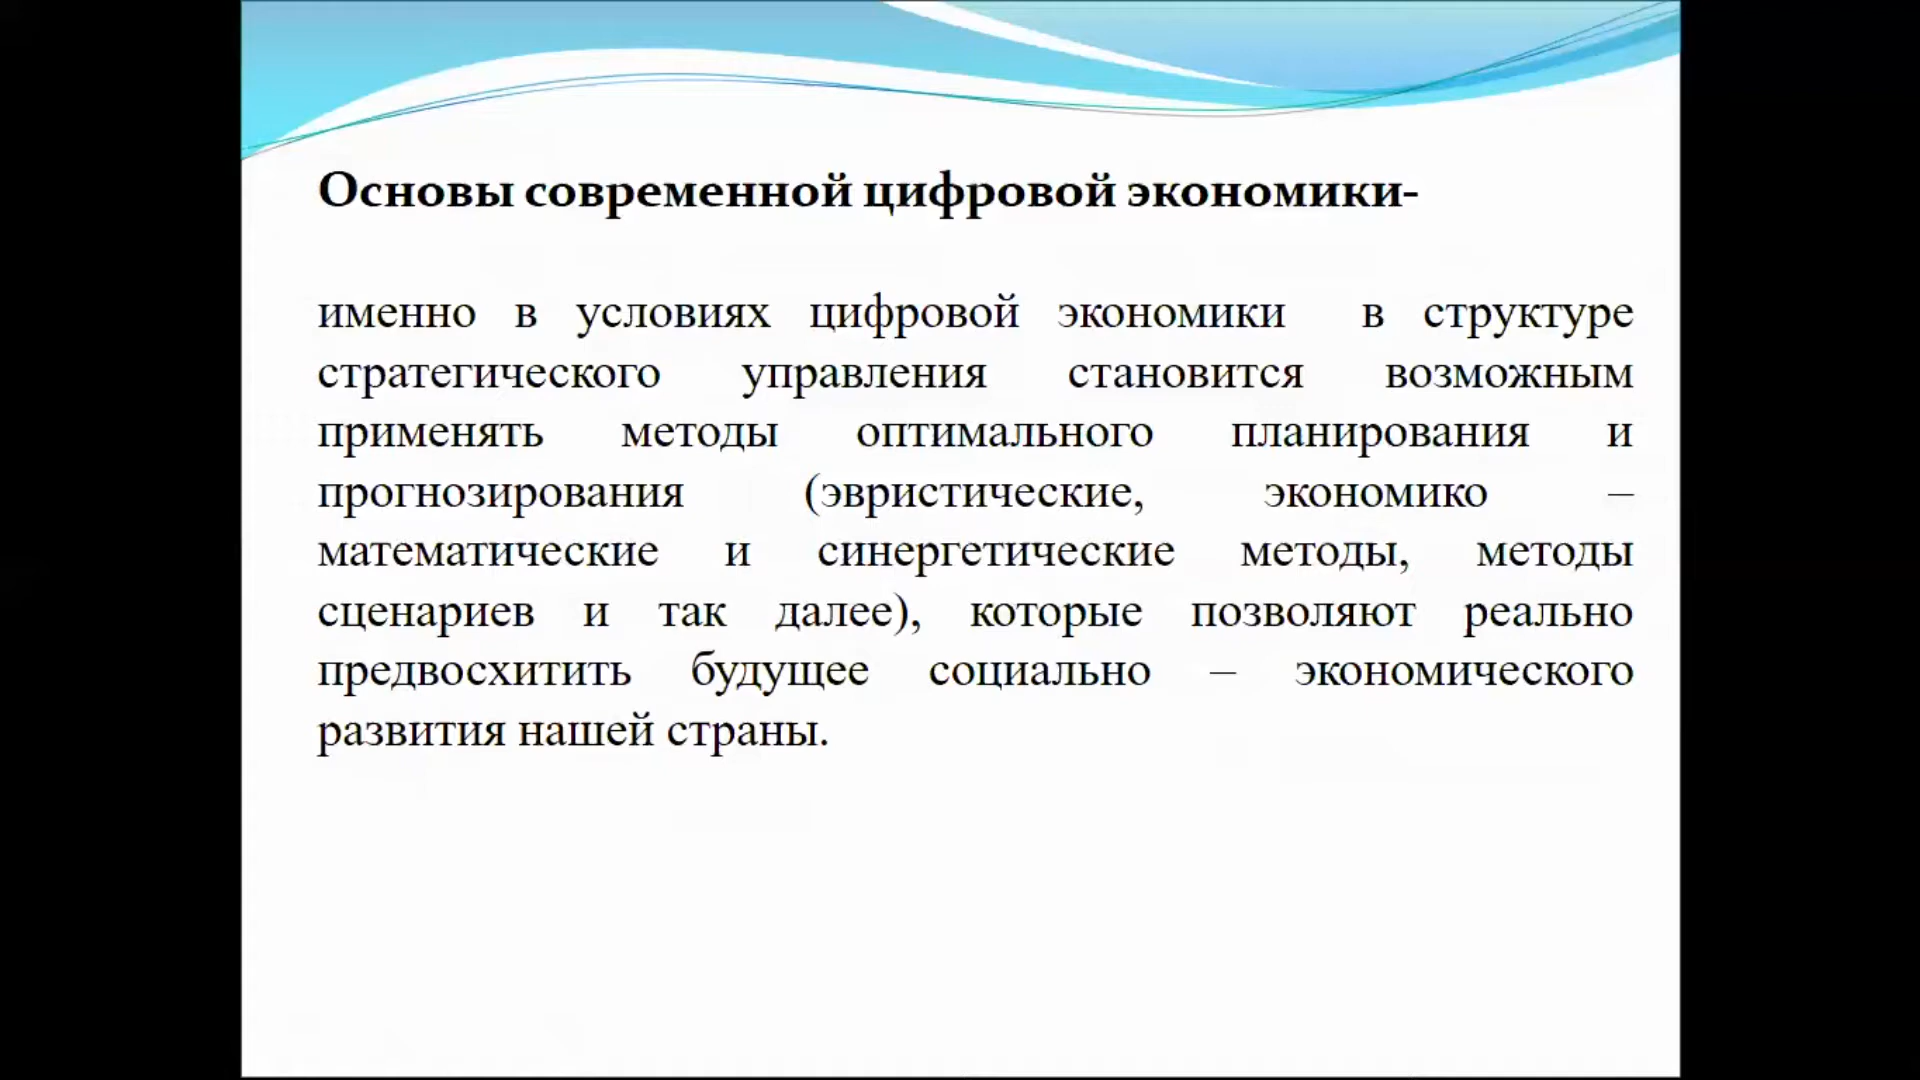 Основы современной цифровой экономики-
именно в условиях цифровой экономики в структуре
стратегического управления становится возможным
применять методы оптимального планирования и
прогнозирования (эвристические, экономико –
математические и синергетические методы, методы
сценариев и так далее), которые позволяют реально
предвосхитить будущее социально – экономического
развития нашей страны.